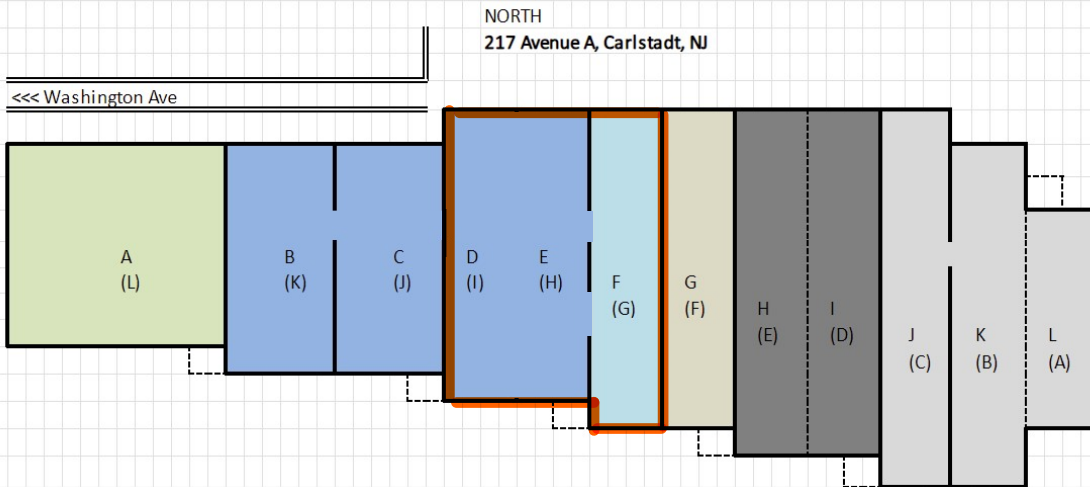 NORTH
217 Avenue A, Carlstadt, NJ
<<< Washington Ave
A
(L)
B
(K)
C
(J)
D
(I)
E
(H)
F
(G)
G
(F)
H
(E)
I
(D)
J
(C)
K
(B)
L
(A)